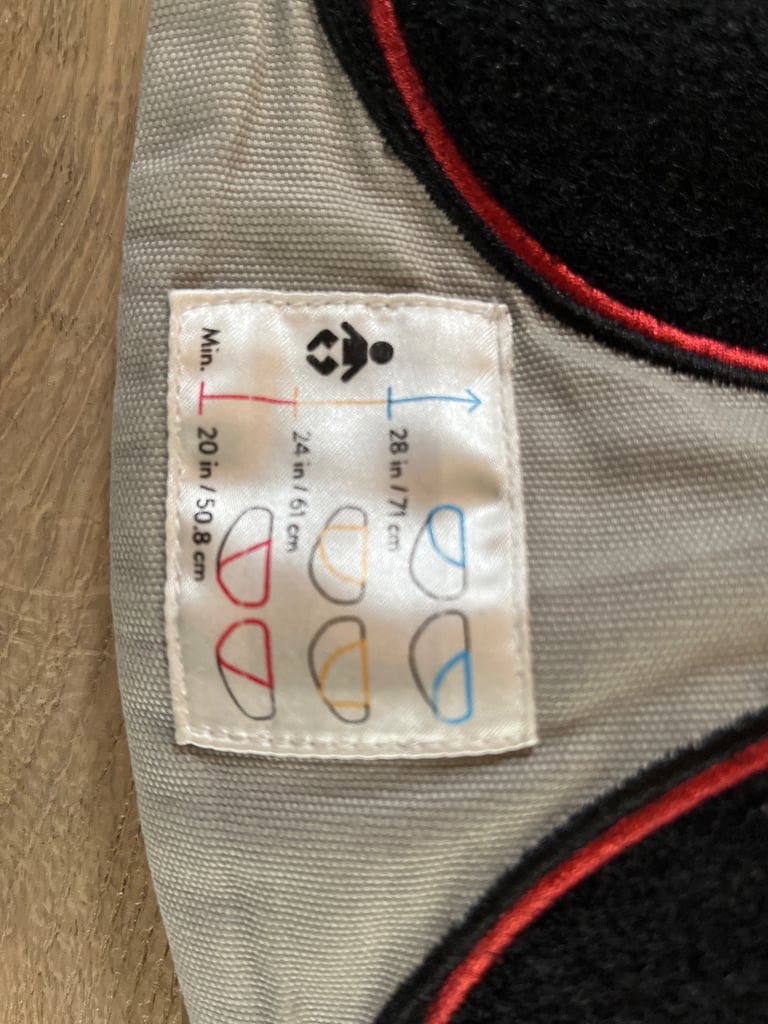 Min.
20 in / 50.8 cm
24 in / 61 cm
28 in / 71 cm